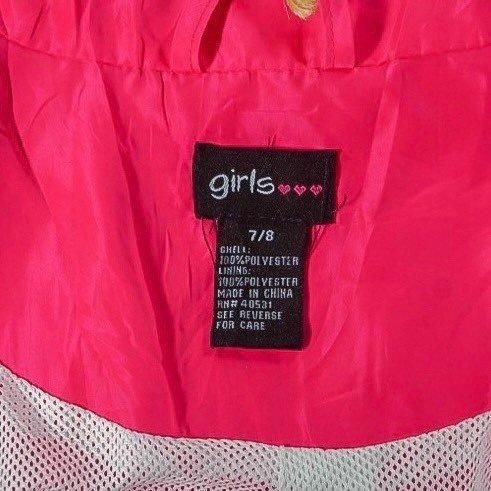 girls
7/8
SHELL:
100%POLYESTER
LINING:
100%POLYESTER
MADE IN CHINA
RN# 40531
SEE REVERSE
FOR CARE